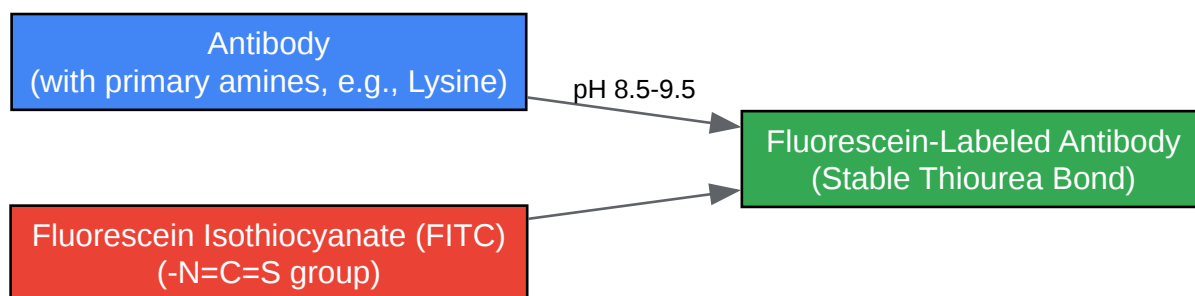 Antibody
(with primary amines, e.g., Lysine)
pH 8.5-9.5
Fluorescein-Labeled Antibody
(Stable Thiourea Bond)
Fluorescein Isothiocyanate (FITC)
(-N=C=S group)